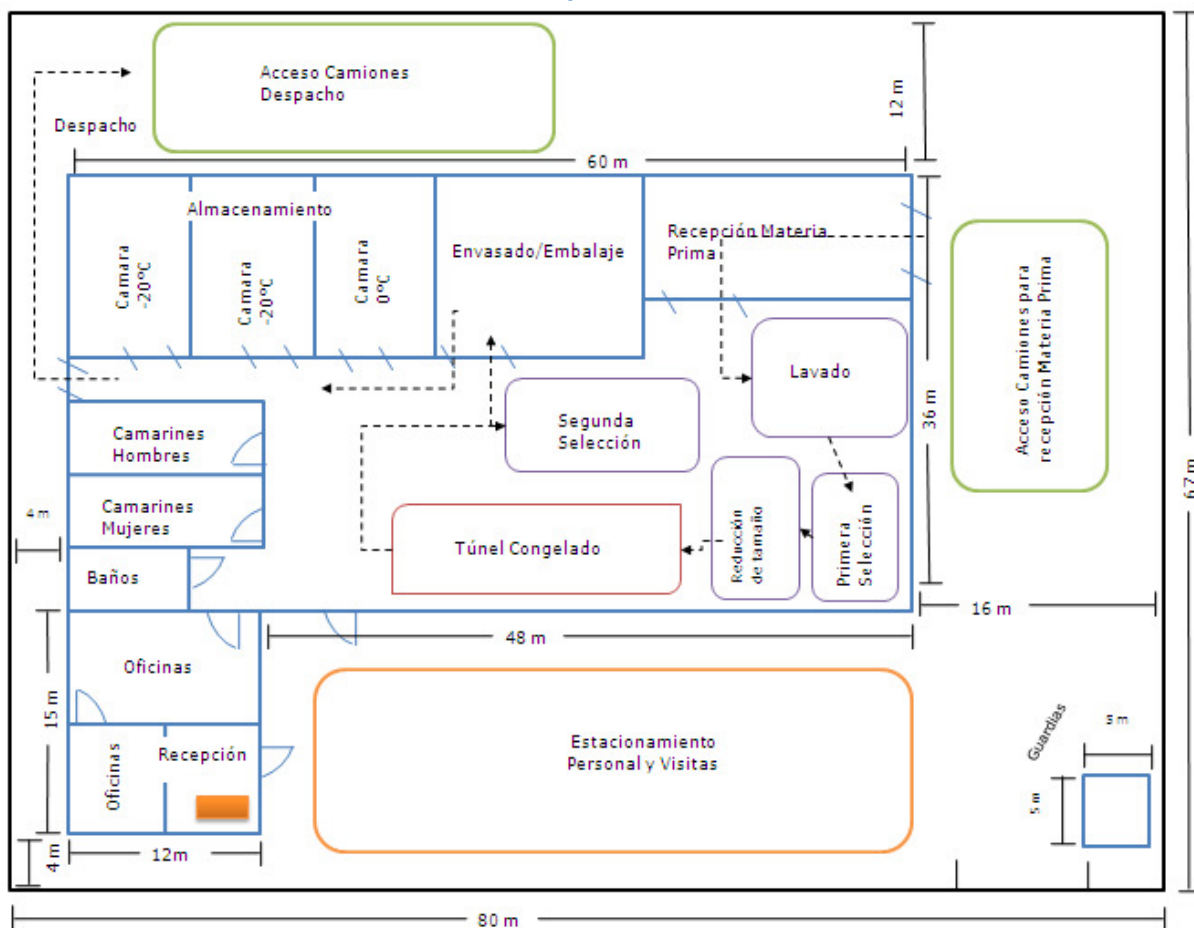 Acceso Camiones
Despacho
12 m
Despacho
60 m
Almacenamiento
Camara
-20ºC
Camara
-20ºC
Camara
0ºC
Envasado/Embalaje
Recepción Materia
Prima
Lavado
36 m
Acceso Camiones para
recepción Materia Prima
67 m
Segunda
Selección
Camarines
Hombres
Camarines
Mujeres
4 m
Túnel Congelado
Reducción
de tamaño
Primera
Selección
Baños
16 m
48 m
Oficinas
15 m
Estacionamiento
Personal y Visitas
Guardias
5 m
5 m
Oficinas
Recepción
4 m
12m
80 m